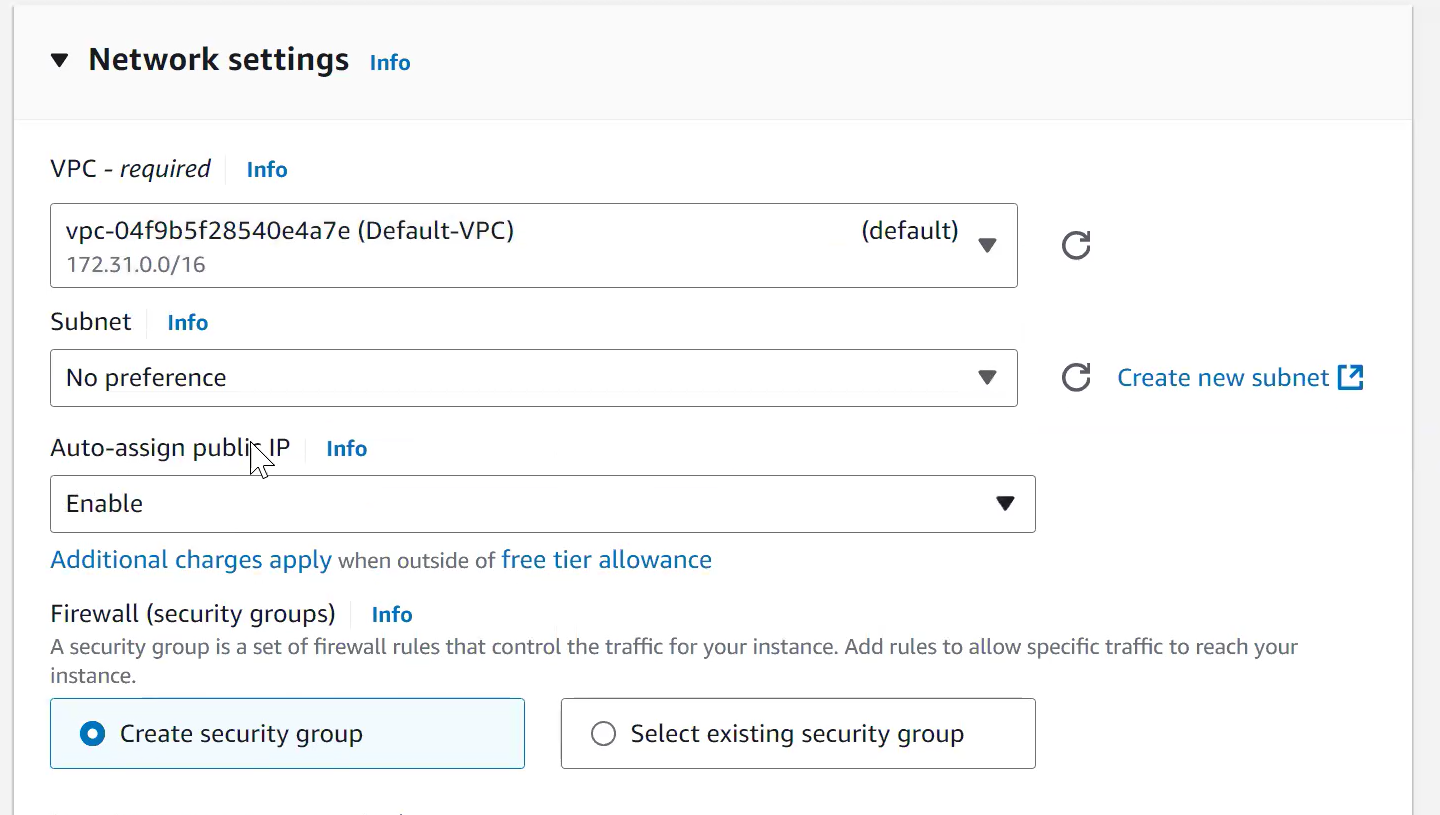 Network settings Info
VPC - required Info
vpc-04f9b5f28540e4a7e (Default-VPC) (default)
172.31.0.0/16
Subnet Info
No preference
Create new subnet
Auto-assign public IP Info
Enable
Additional charges apply when outside of free tier allowance
Firewall (security groups) Info
A security group is a set of firewall rules that control the traffic for your instance. Add rules to allow specific traffic to reach your
instance.
Create security group
Select existing security group